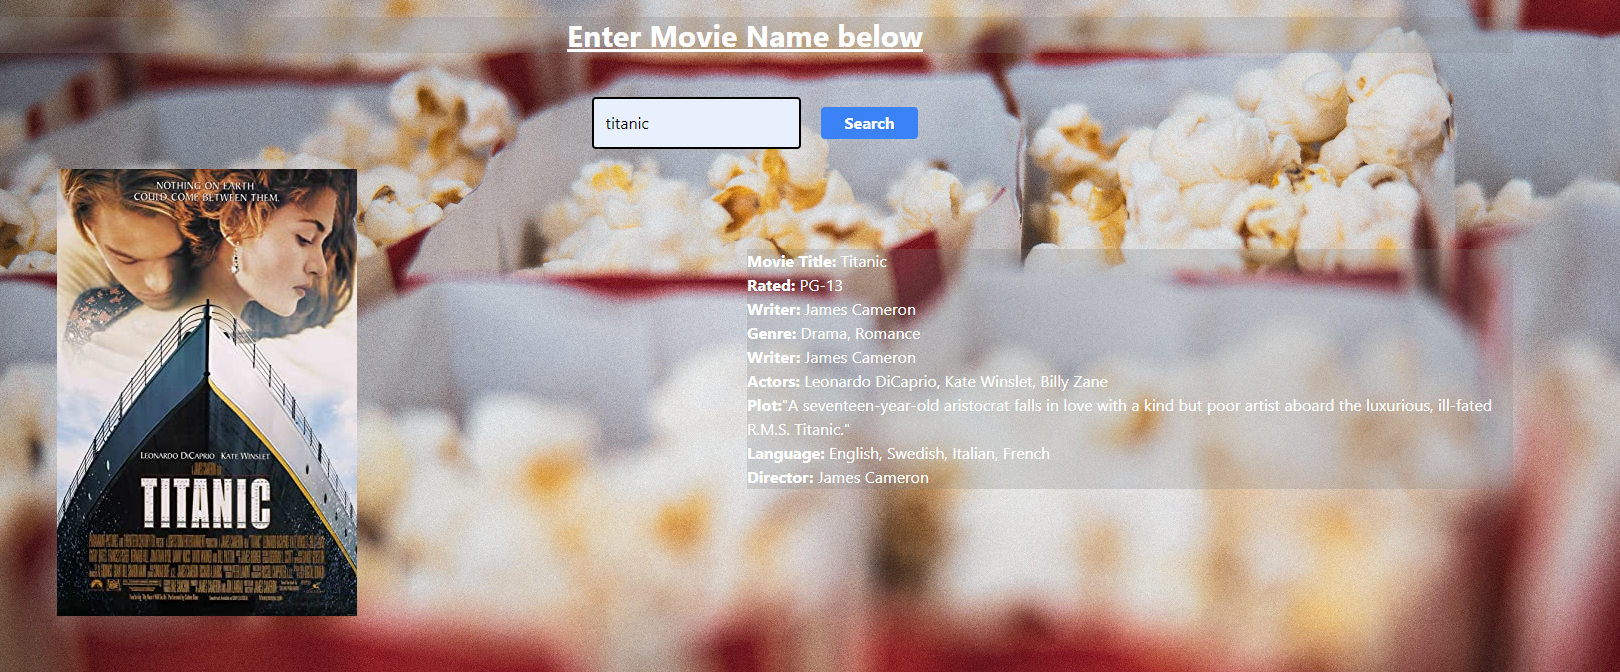 Enter Movie Name below
titanic
Search
NOTHING ON EARTH
COULD COME BETWEEN THEM.
LEONARDO DiCAPRIO KATE WINSLET
TITANIC
Movie Title: Titanic
Rated: PG-13
Writer: James Cameron
Genre: Drama, Romance
Writer: James Cameron
Actors: Leonardo DiCaprio, Kate Winslet, Billy Zane
Plot:"A seventeen-year-old aristocrat falls in love with a kind but poor artist aboard the luxurious, ill-fated
R.M.S. Titanic."
Language: English, Swedish, Italian, French
Director: James Cameron